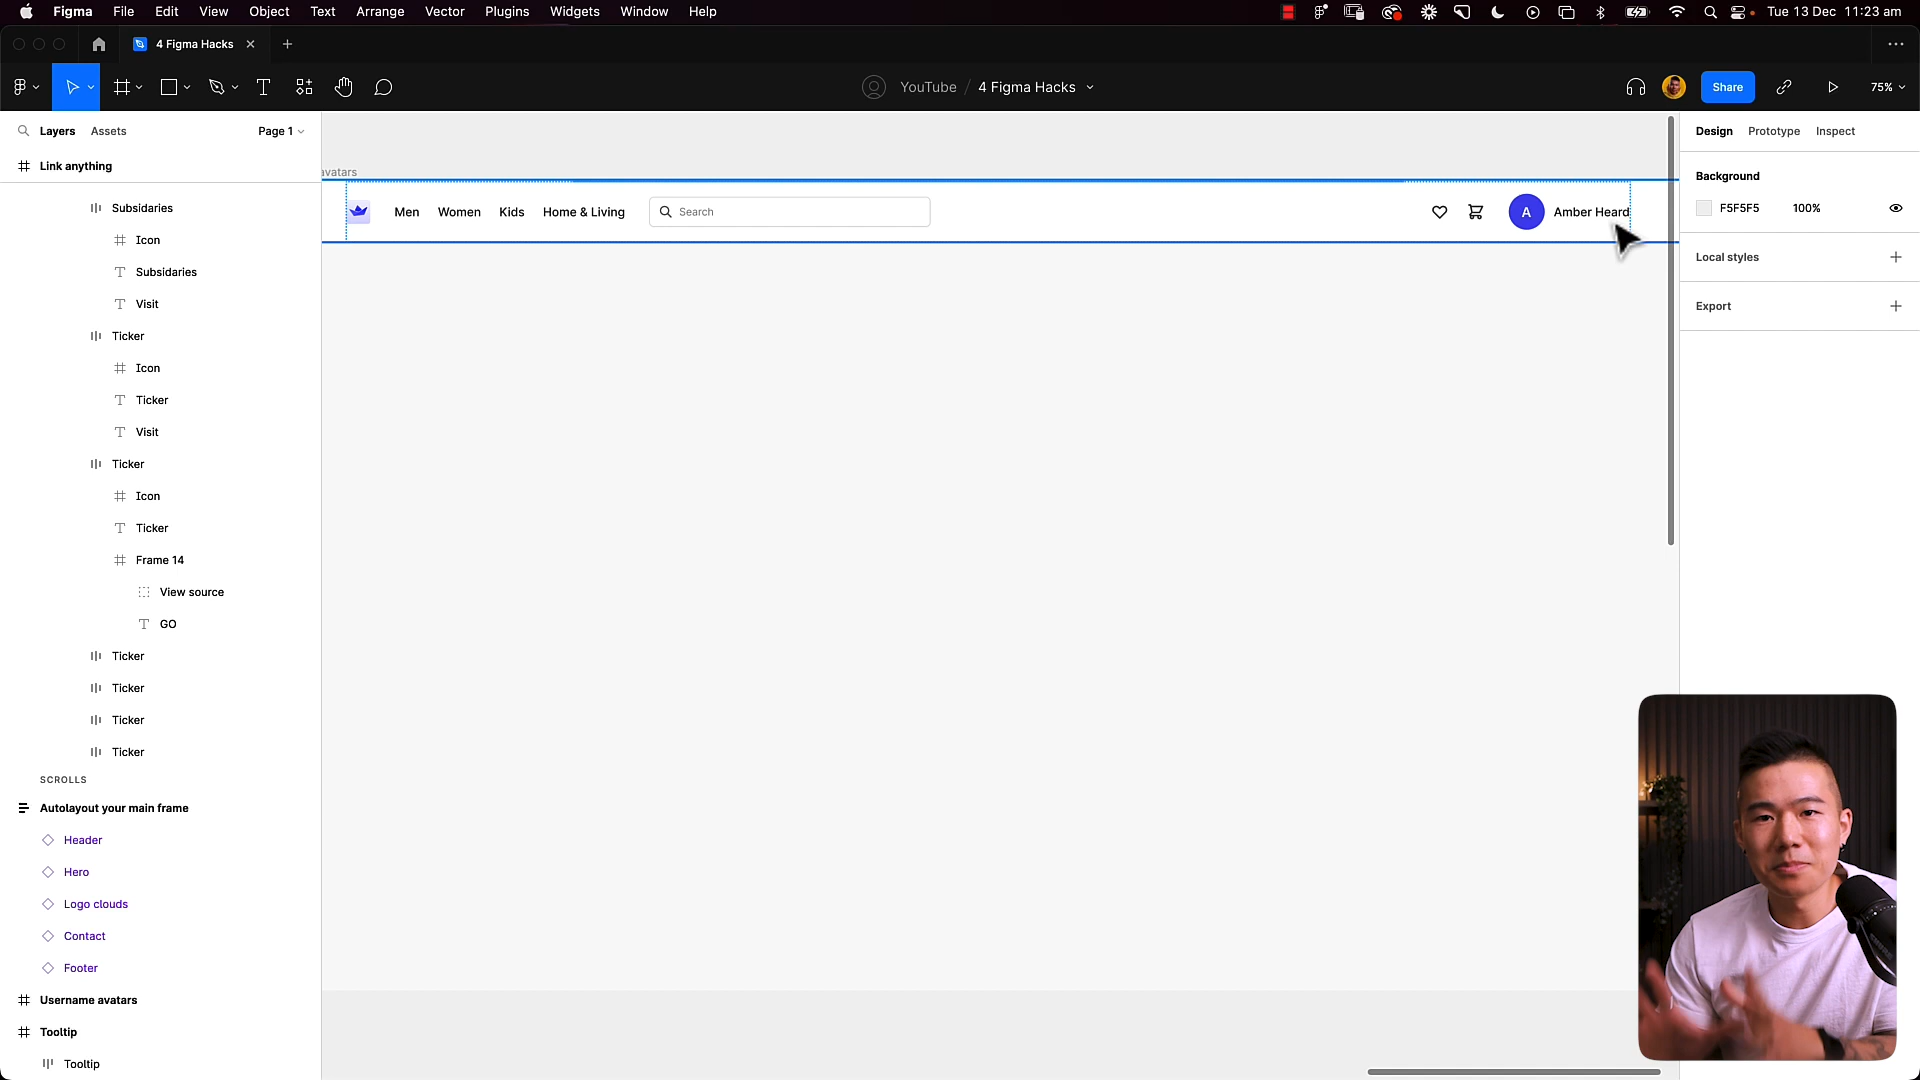 Figma File Edit View Object Text Arrange Vector Plugins Widgets Window Help
Tue 13 Dec 11:23 am
4 Figma Hacks
YouTube / 4 Figma Hacks
Share
75%
Layers Assets
Page 1
Link anything
Subsidaries
Icon
Subsidaries
Visit
Ticker
Icon
Ticker
Visit
Ticker
Icon
Ticker
Frame 14
View source
GO
Ticker
Ticker
Ticker
Ticker
SCROLLS
Autolayout your main frame
Header
Hero
Logo clouds
Contact
Footer
Username avatars
Tooltip
Tooltip
avatars
Men Women Kids Home & Living
Search
A
Amber Heard
Design Prototype Inspect
Background
F5F5F5 100%
Local styles
Export